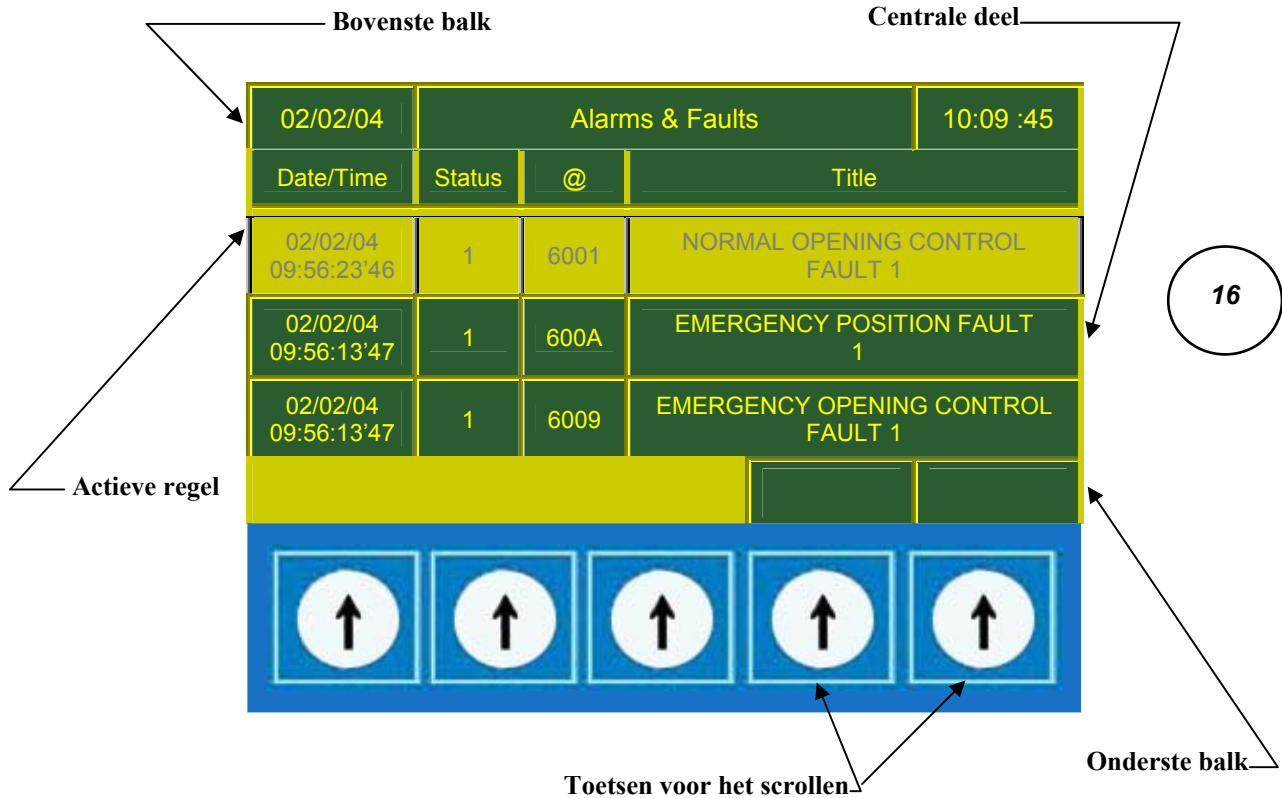 Bovenste balk
Centrale deel
02/02/04 Alarms & Faults 10:09 :45
Date/Time Status @ Title
02/02/04
09:56:23’46
1
6001
NORMAL OPENING CONTROL
FAULT 1
02/02/04
09:56:13’47
1
600A
EMERGENCY POSITION FAULT
1
02/02/04
09:56:13’47
1
6009
EMERGENCY OPENING CONTROL
FAULT 1
16
Actieve regel
Onderste balk
Toetsen voor het scrollen